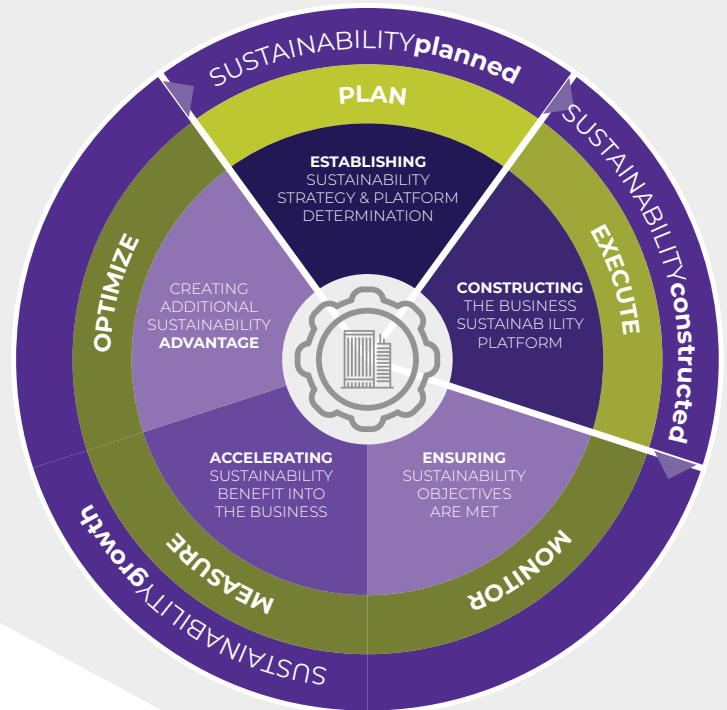 SUSTAINABILITYplanned
PLAN
ESTABLISHING
SUSTAINABILITY
STRATEGY & PLATFORM
DETERMINATION
SUSTAINABILITYconstructed
EXECUTE
CONSTRUCTING
THE BUSINESS
SUSTAINAB ILITY
PLATFORM
MONITOR
ENSURING
SUSTAINABILITY
OBJECTIVES
ARE MET
SUSTAINABILITYgrowth
MEASURE
ACCELERATING
SUSTAINABILITY
BENEFIT INTO
THE BUSINESS
OPTIMIZE
CREATING
ADDITIONAL
SUSTAINABILITY
ADVANTAGE